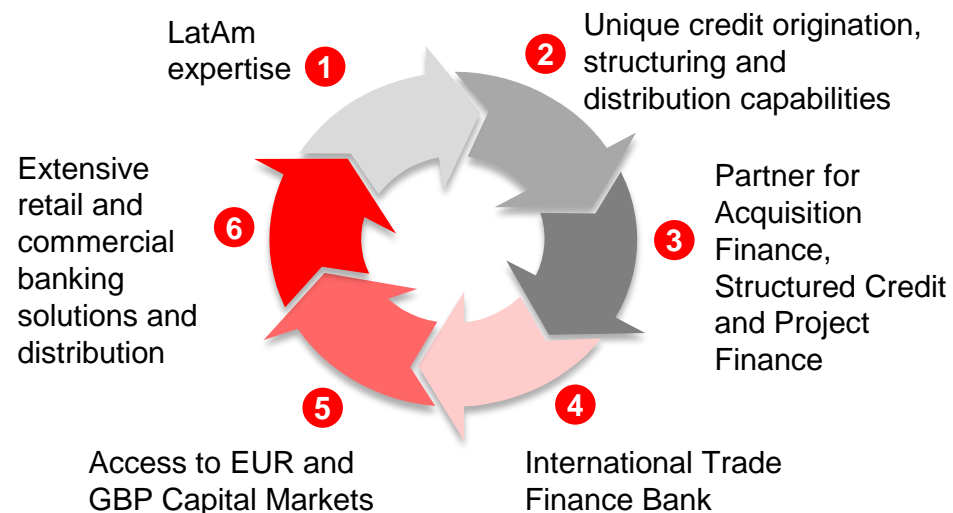 1
LatAm
expertise
2
Unique credit origination,
structuring and
distribution capabilities
3
Partner for
Acquisition
Finance,
Structured Credit
and Project
Finance
4
International Trade
Finance Bank
5
Access to EUR and
GBP Capital Markets
6
Extensive
retail and
commercial
banking
solutions and
distribution